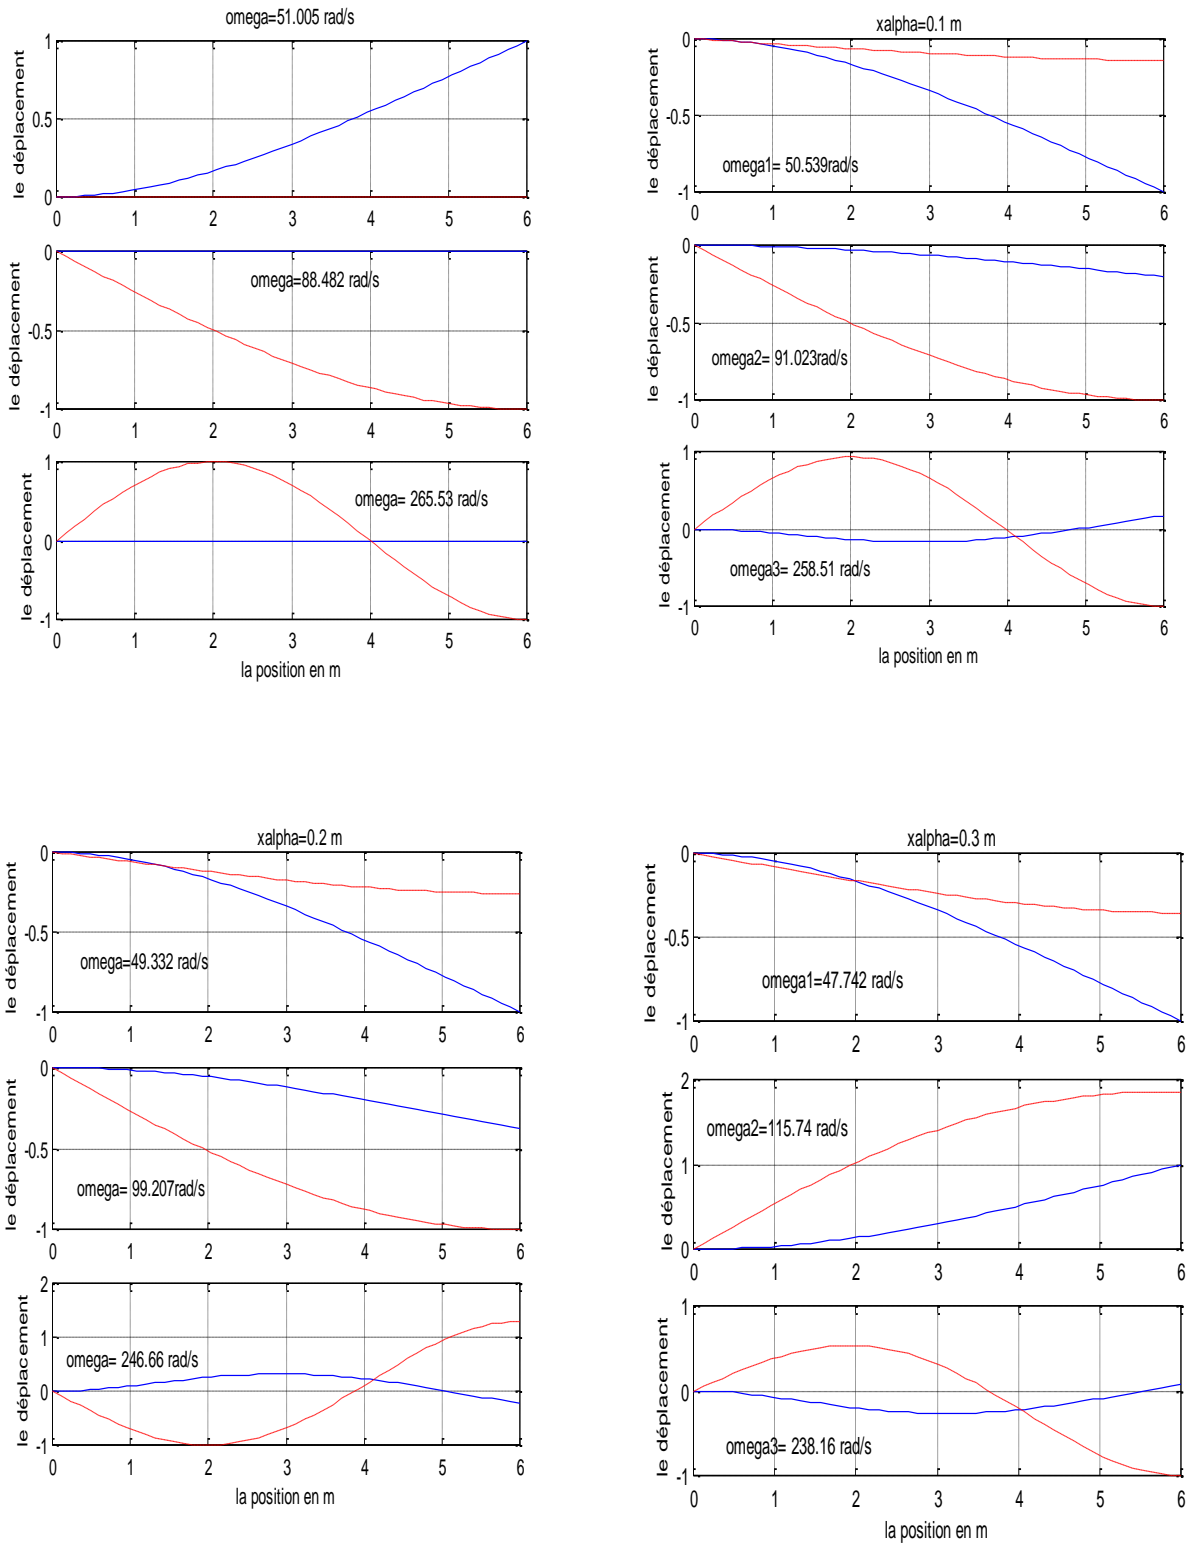 omega=51.005 rad/s
le déplacement
1
0.5
0
0 1 2 3 4 5 6
le déplacement
0
-0.5
-1
omega=88.482 rad/s
0 1 2 3 4 5 6
le déplacement
1
0
-1
omega= 265.53 rad/s
0 1 2 3 4 5 6
la position en m
xalpha=0.1 m
le déplacement
0
-0.5
-1
omega1= 50.539rad/s
0 1 2 3 4 5 6
le déplacement
0
-0.5
-1
omega2= 91.023rad/s
0 1 2 3 4 5 6
le déplacement
1
0
-1
omega3= 258.51 rad/s
0 1 2 3 4 5 6
la position en m
xalpha=0.2 m
le déplacement
0
-0.5
-1
omega=49.332 rad/s
0 1 2 3 4 5 6
le déplacement
0
-0.5
-1
omega= 99.207rad/s
0 1 2 3 4 5 6
le déplacement
2
1
0
-1
omega= 246.66 rad/s
0 1 2 3 4 5 6
la position en m
xalpha=0.3 m
le déplacement
0
-0.5
-1
omega1=47.742 rad/s
0 1 2 3 4 5 6
le déplacement
2
1
0
omega2=115.74 rad/s
0 1 2 3 4 5 6
le déplacement
1
0
-1
omega3= 238.16 rad/s
0 1 2 3 4 5 6
la position en m